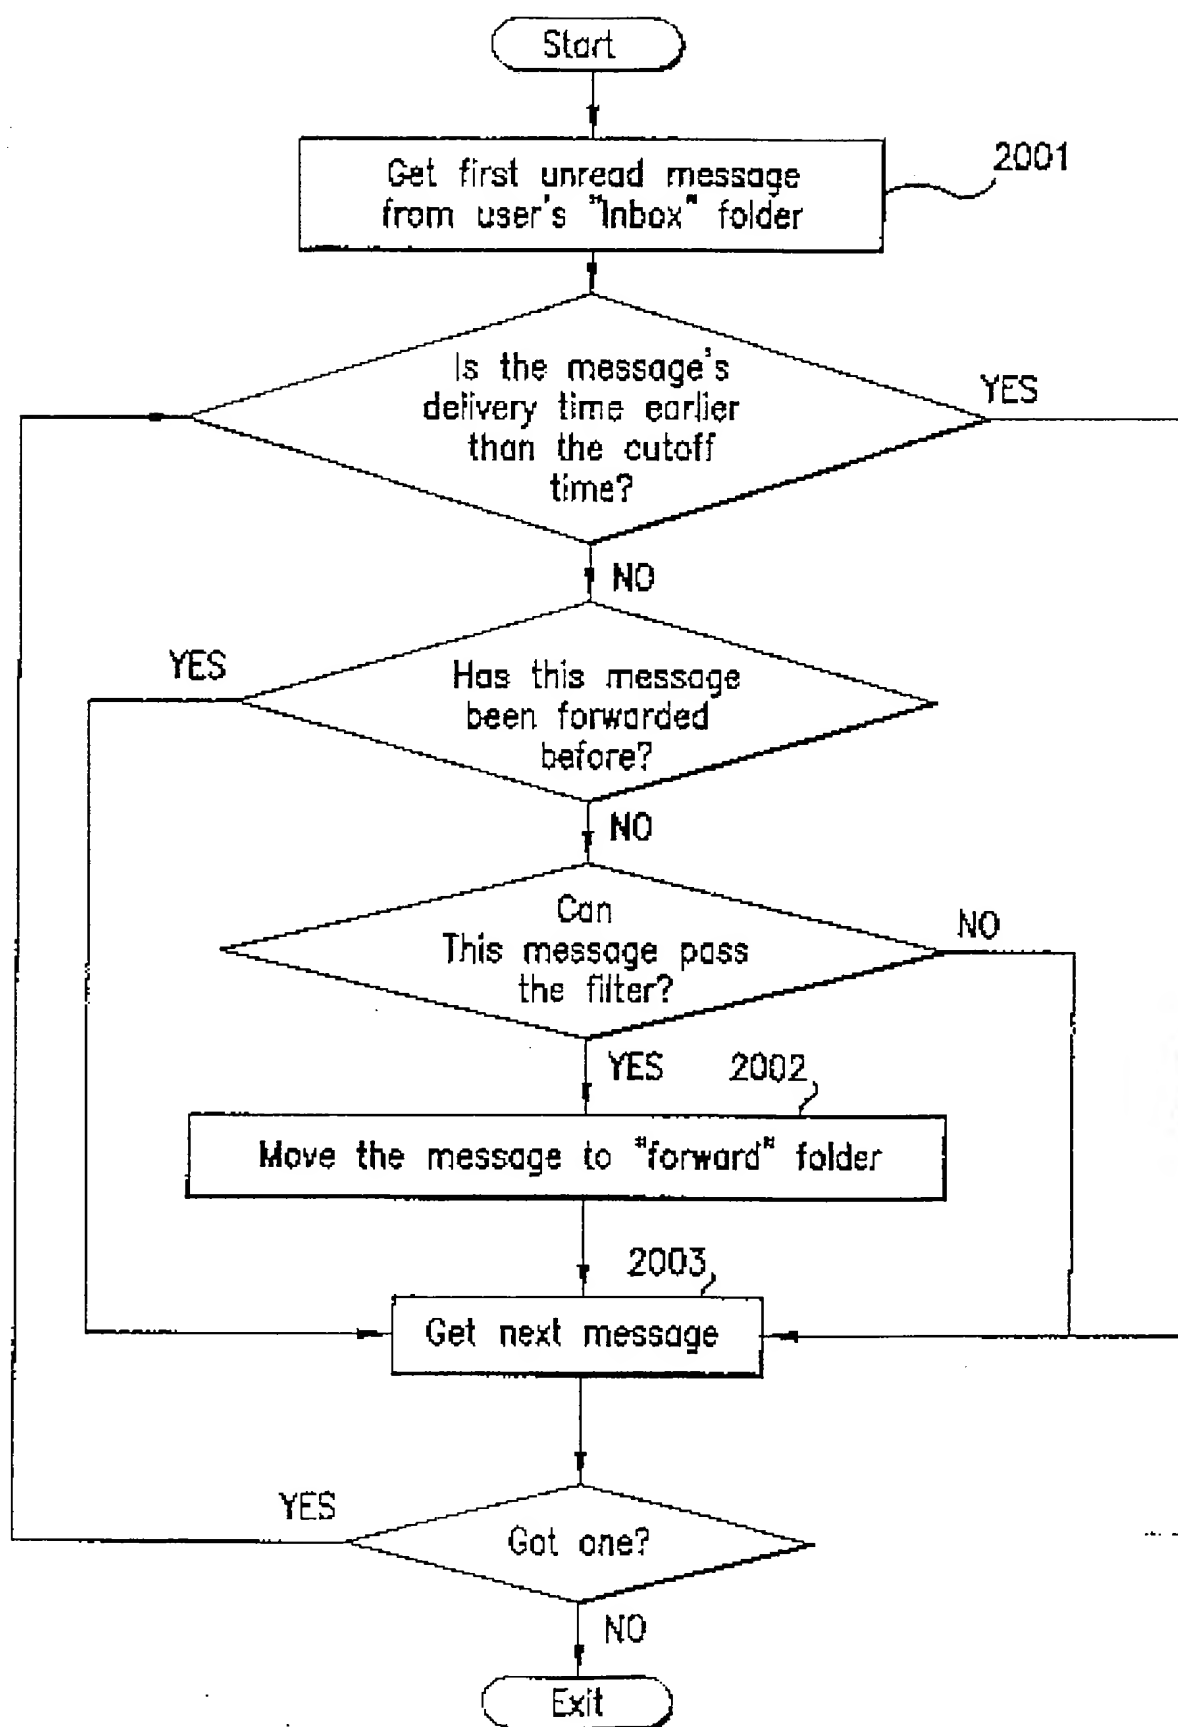 Start
Get first unread message
from user's "Inbox" folder
2001
Is the message's
delivery time earlier
than the cutoff
time?
YES
NO
Has this message
been forwarded
before?
YES
NO
Can
This message pass
the filter?
NO
YES
2002
Move the message to "forward" folder
2003
Get next message
Got one?
YES
NO
Exit